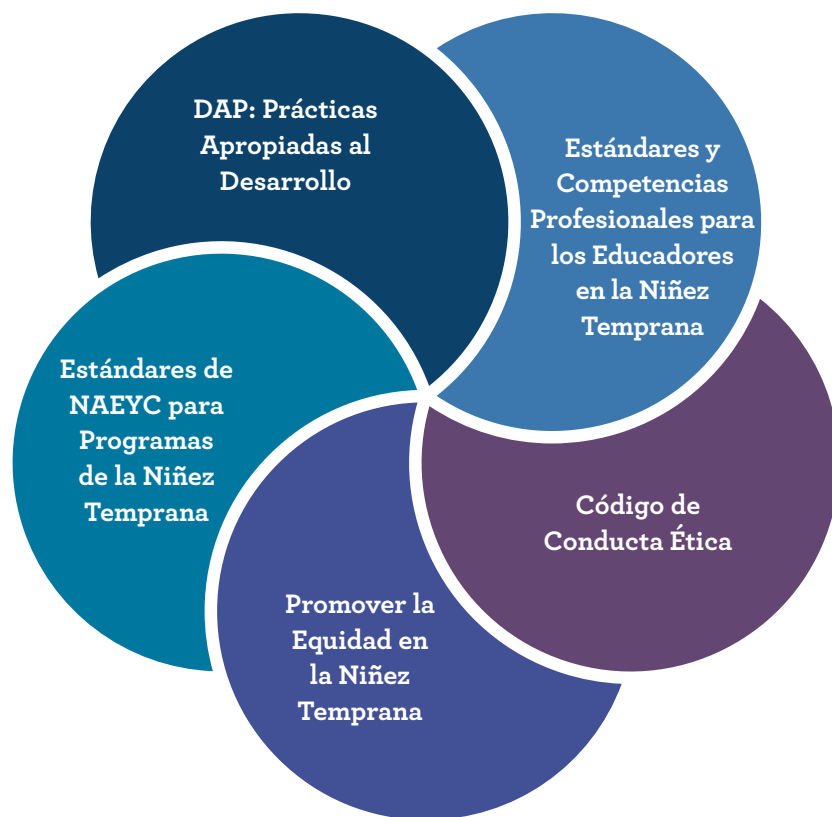 DAP: Prácticas
Apropiadas al
Desarrollo
Estándares y
Competencias
Profesionales para
los Educadores
en la Niñez
Temprana
Código de
Conducta Ética
Promover la
Equidad en
la Niñez
Temprana
Estándares de
NAEYC para
Programas
de la Niñez
Temprana